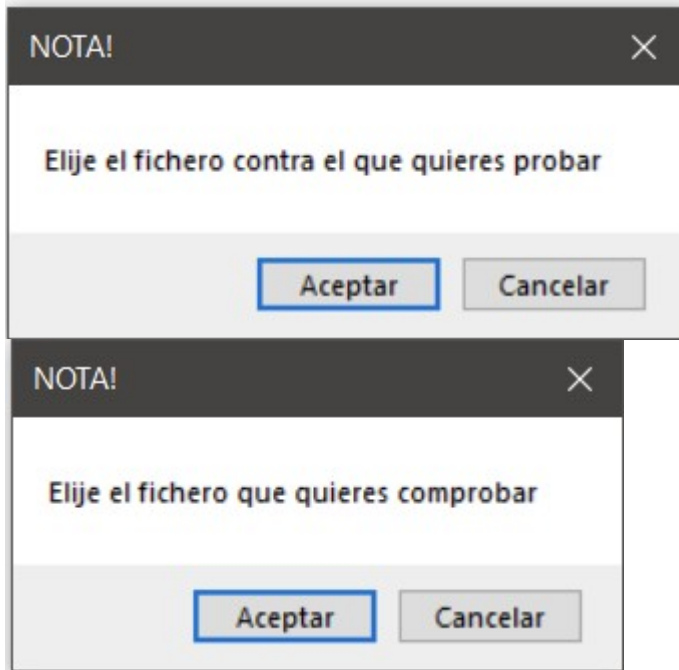 NOTA!
Elije el fichero contra el que quieres probar
Aceptar Cancelar
NOTA!
Elije el fichero que quieres comprobar
Aceptar Cancelar